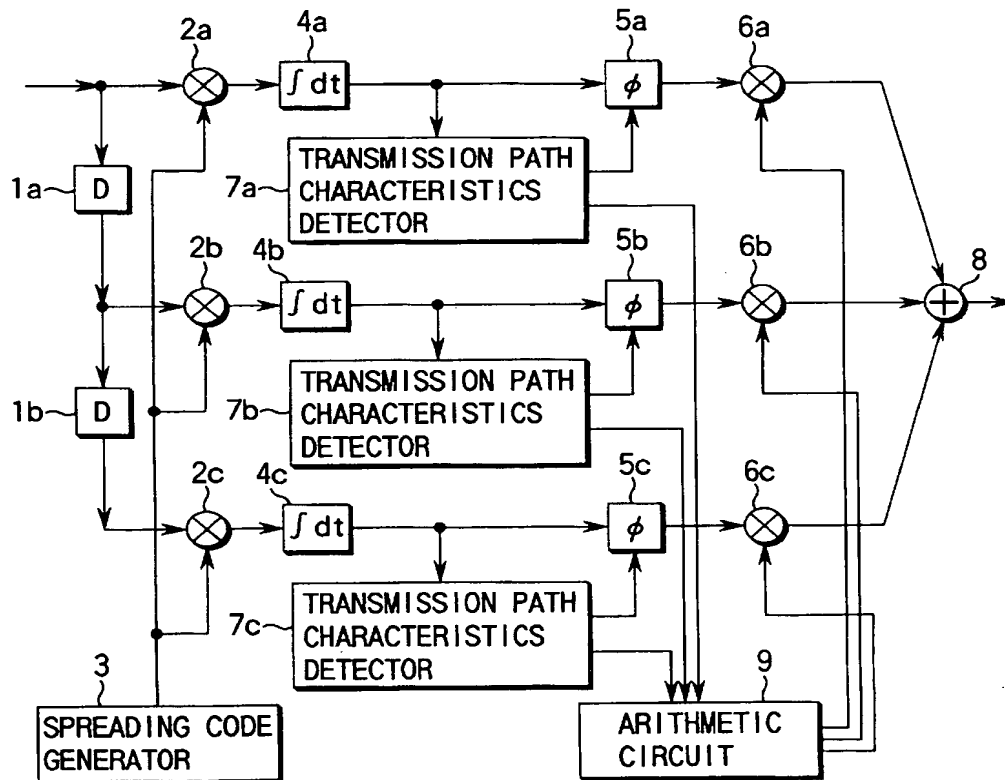 2a
4a
5a
6a
∫dt
ϕ
1a
D
7a
TRANSMISSION PATH
CHARACTERISTICS
DETECTOR
2b
4b
5b
6b
8
∫dt
ϕ
1b
D
7b
TRANSMISSION PATH
CHARACTERISTICS
DETECTOR
2c
4c
5c
6c
∫dt
ϕ
7c
TRANSMISSION PATH
CHARACTERISTICS
DETECTOR
3
9
SPREADING CODE
GENERATOR
ARITHMETIC
CIRCUIT